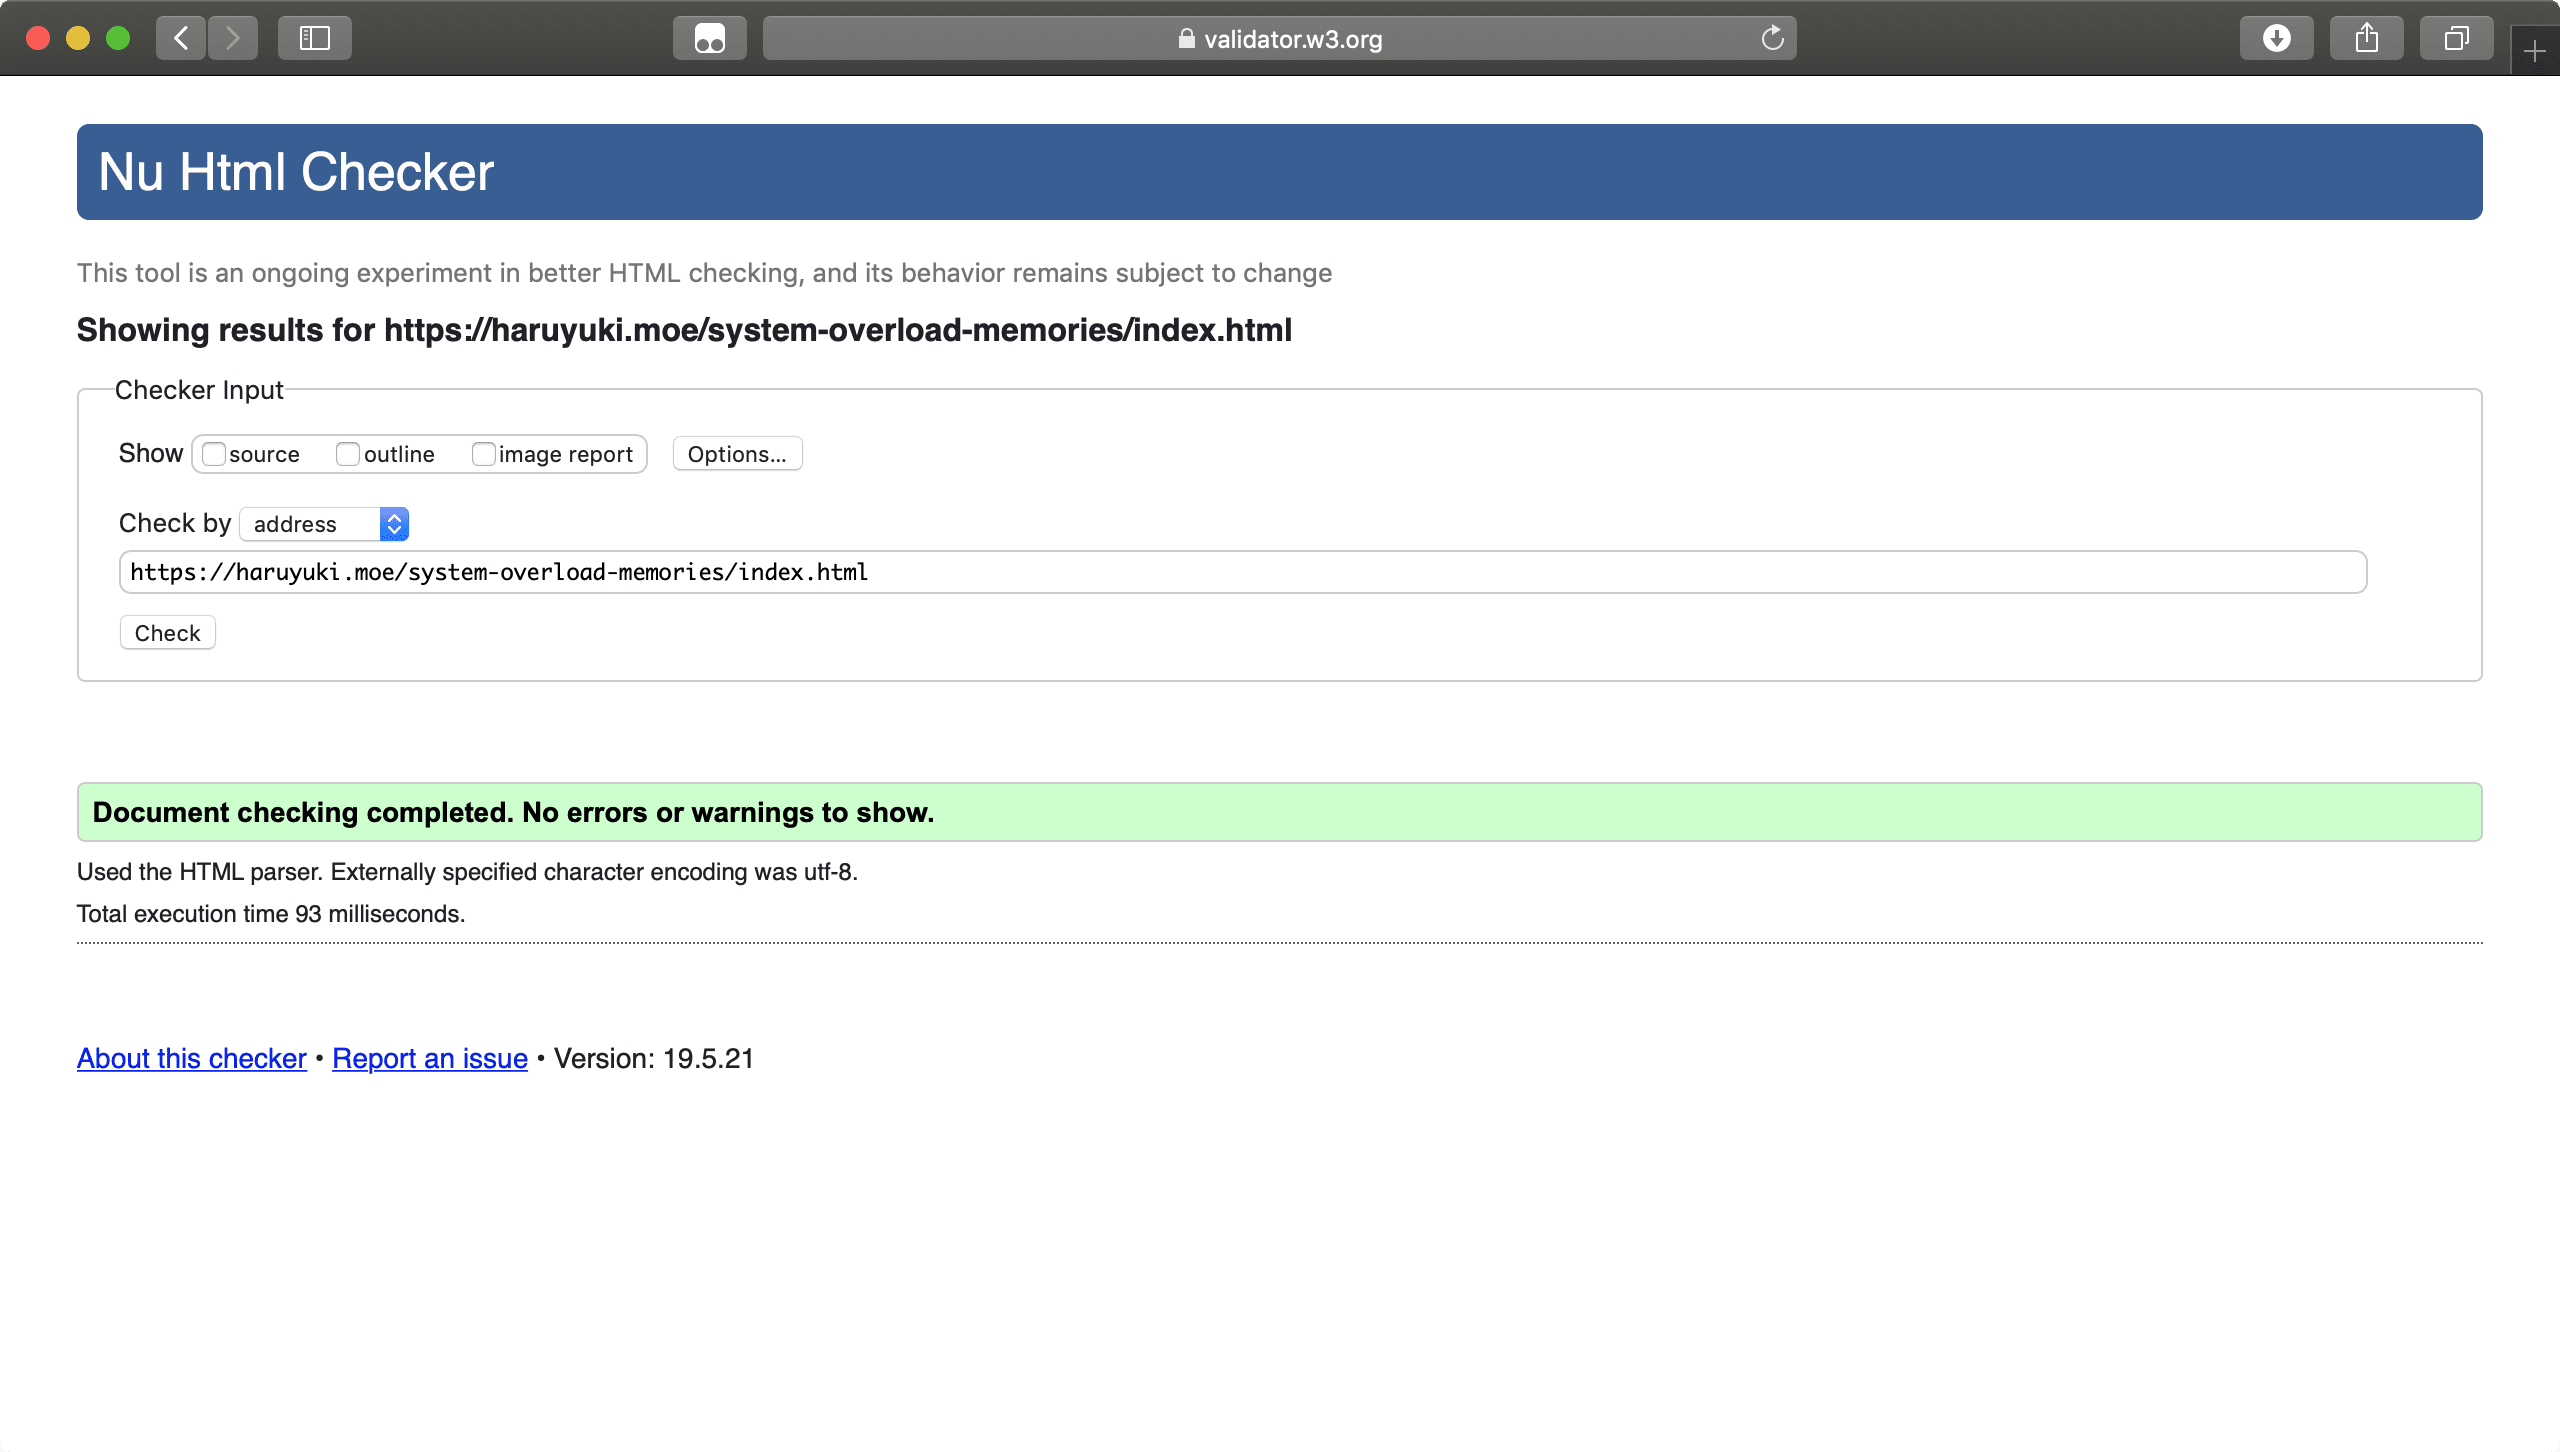 validator.w3.org
Nu Html Checker
This tool is an ongoing experiment in better HTML checking, and its behavior remains subject to change
Showing results for https://haruyuki.moe/system-overload-memories/index.html
Checker Input
Show source outline image report Options...
Check by address
https://haruyuki.moe/system-overload-memories/index.html
Check
Document checking completed. No errors or warnings to show.
Used the HTML parser. Externally specified character encoding was utf-8.
Total execution time 93 milliseconds.
About this checker • Report an issue • Version: 19.5.21